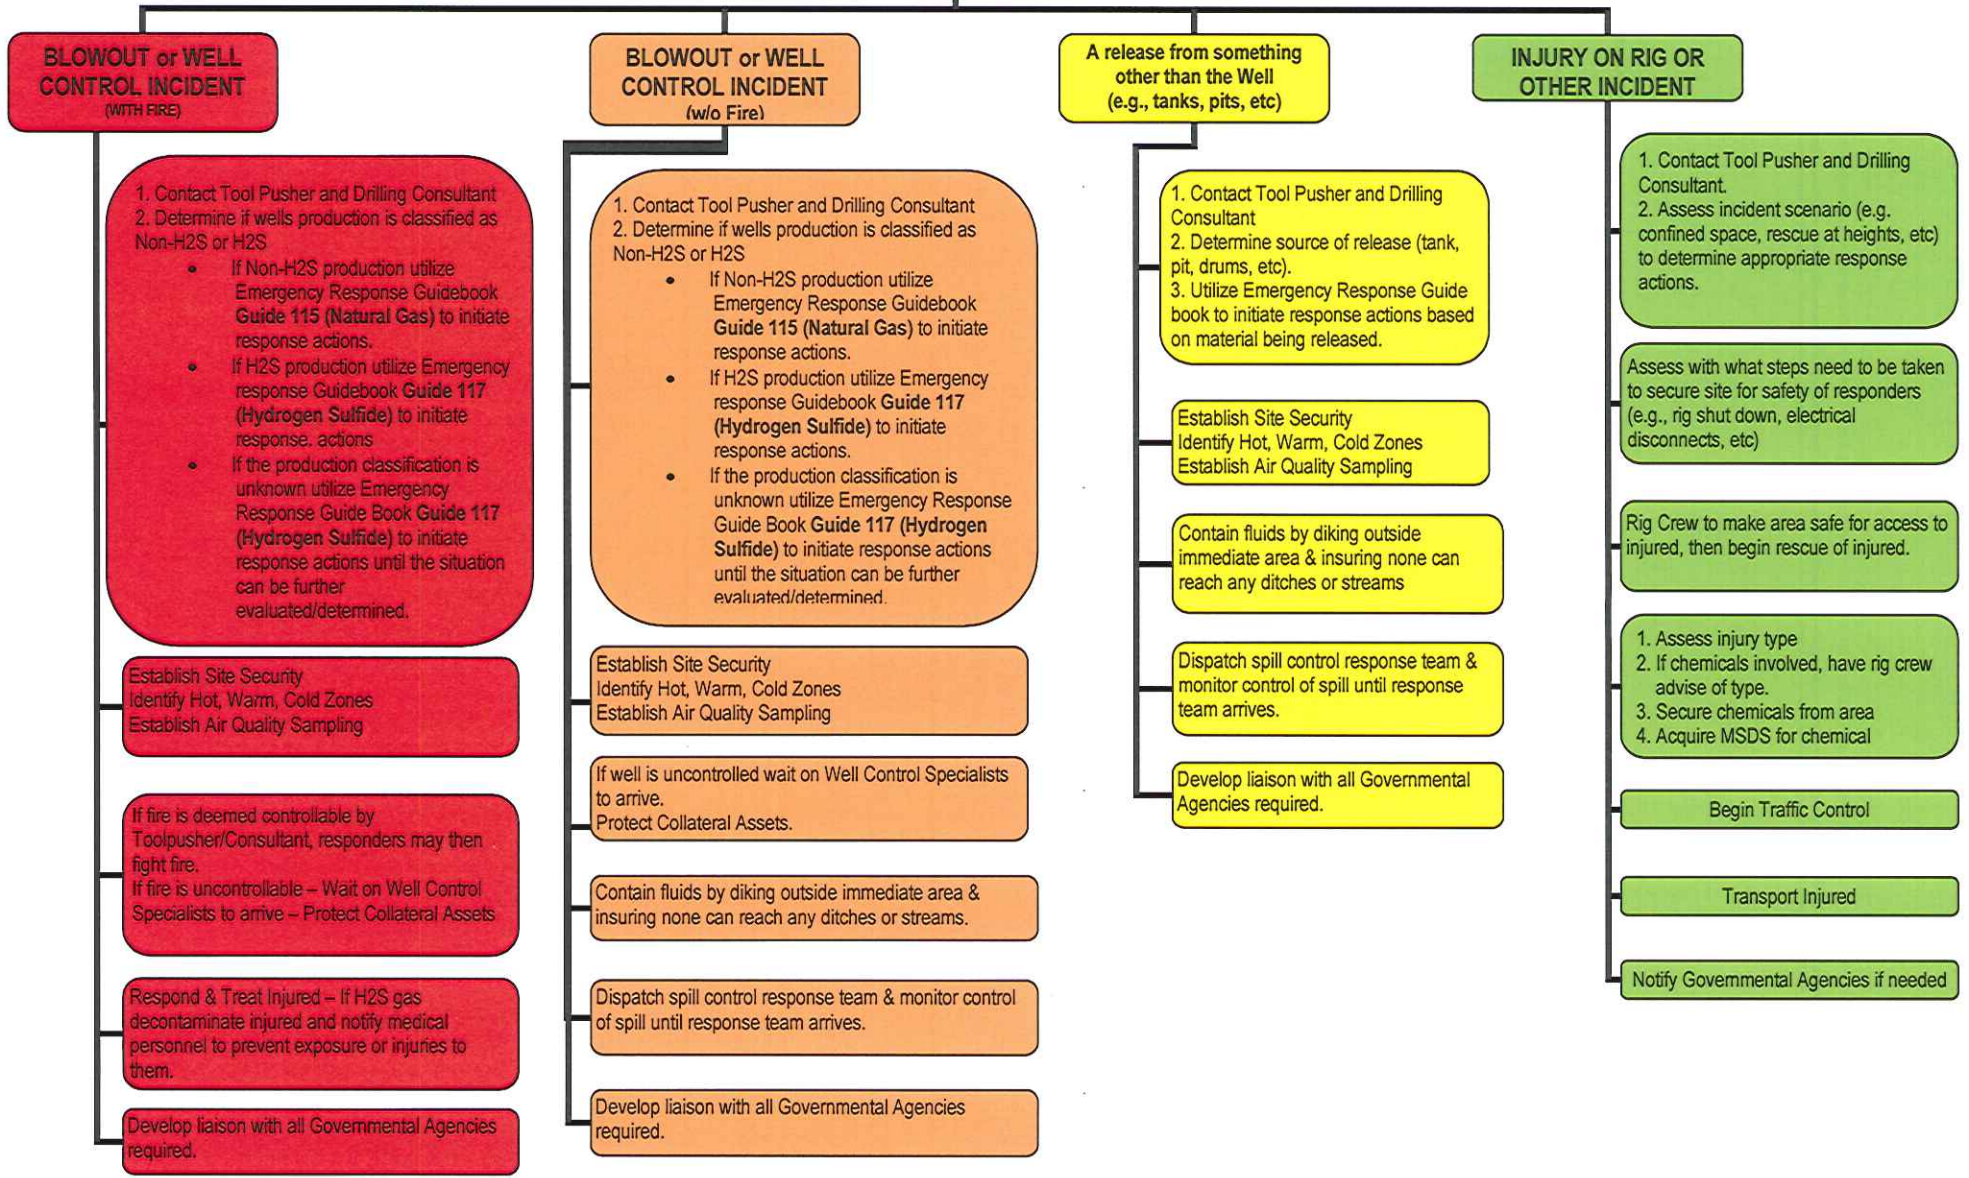 BLOWOUT or WELL
CONTROL INCIDENT
(WITH FIRE)
1. Contact Tool Pusher and Drilling Consultant
2. Determine if wells production is classified as
Non-H2S or H2S
• If Non-H2S production utilize
Emergency Response Guidebook
Guide 115 (Natural Gas) to initiate
response actions.
• If H2S production utilize Emergency
response Guidebook Guide 117
(Hydrogen Sulfide) to initiate
response. actions
• If the production classification is
unknown utilize Emergency
Response Guide Book Guide 117
(Hydrogen Sulfide) to initiate
response actions until the situation
can be further
evaluated/determined.
Establish Site Security
Identify Hot, Warm, Cold Zones
Establish Air Quality Sampling
If fire is deemed controllable by
Toolpusher/Consultant, responders may then
fight fire.
If fire is uncontrollable – Wait on Well Control
Specialists to arrive – Protect Collateral Assets
Respond & Treat Injured – If H2S gas
decontaminate injured and notify medical
personnel to prevent exposure or injuries to
them.
Develop liaison with all Governmental Agencies
required.
BLOWOUT or WELL
CONTROL INCIDENT
(w/o Fire)
1. Contact Tool Pusher and Drilling Consultant
2. Determine if wells production is classified as
Non-H2S or H2S
• If Non-H2S production utilize
Emergency Response Guidebook
Guide 115 (Natural Gas) to initiate
response actions.
• If H2S production utilize Emergency
response Guidebook Guide 117
(Hydrogen Sulfide) to initiate
response actions.
• If the production classification is
unknown utilize Emergency Response
Guide Book Guide 117 (Hydrogen
Sulfide) to initiate response actions
until the situation can be further
evaluated/determined.
Establish Site Security
Identify Hot, Warm, Cold Zones
Establish Air Quality Sampling
If well is uncontrolled wait on Well Control Specialists
to arrive.
Protect Collateral Assets.
Contain fluids by diking outside immediate area &
insuring none can reach any ditches or streams.
Dispatch spill control response team & monitor control
of spill until response team arrives.
Develop liaison with all Governmental Agencies
required.
A release from something
other than the Well
(e.g., tanks, pits, etc)
1. Contact Tool Pusher and Drilling
Consultant
2. Determine source of release (tank,
pit, drums, etc).
3. Utilize Emergency Response Guide
book to initiate response actions based
on material being released.
Establish Site Security
Identify Hot, Warm, Cold Zones
Establish Air Quality Sampling
Contain fluids by diking outside
immediate area & insuring none can
reach any ditches or streams
Dispatch spill control response team &
monitor control of spill until response
team arrives.
Develop liaison with all Governmental
Agencies required.
INJURY ON RIG OR
OTHER INCIDENT
1. Contact Tool Pusher and Drilling
Consultant.
2. Assess incident scenario (e.g.
confined space, rescue at heights, etc)
to determine appropriate response
actions.
Assess with what steps need to be taken
to secure site for safety of responders
(e.g., rig shut down, electrical
disconnects, etc)
Rig Crew to make area safe for access to
injured, then begin rescue of injured.
1. Assess injury type
2. If chemicals involved, have rig crew
advise of type.
3. Secure chemicals from area
4. Acquire MSDS for chemical
Begin Traffic Control
Transport Injured
Notify Governmental Agencies if needed